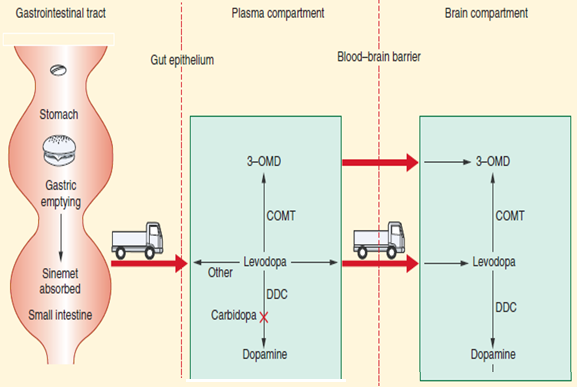 Gastrointestinal tract
Plasma compartment
Brain compartment
Gut epithelium
Blood–brain barrier
Stomach
Gastric
emptying
Sinemet
absorbed
Small intestine
3–OMD
COMT
Other
Levodopa
DDC
Carbidopa
Dopamine
3–OMD
COMT
Levodopa
DDC
Dopamine